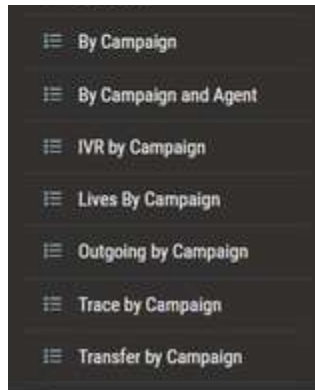 By Campaign
By Campaign and Agent
IVR by Campaign
Lives By Campaign
Outgoing by Campaign
Trace by Campaign
Transfer by Campaign